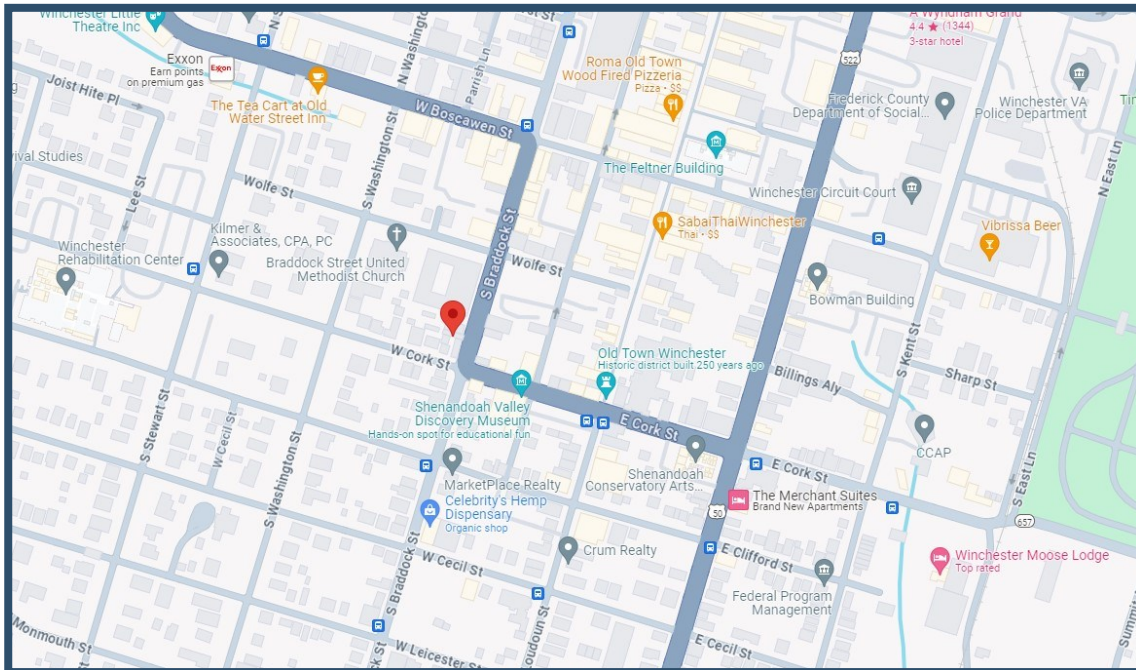 Winchester Little
Theatre Inc
Exxon
Earn points
on premium gas
Exxon
Joist Hite Pl
The Tea Cart at Old
Water Street Inn
N Washington
Parrish Ln
W Boscawen St
Roma Old Town
Wood Fired Pizzeria
Pizza • $$
The Feltner Building
A Wyndham Grand
4.4 ★ (1344)
3-star hotel
522
Frederick County
Department of Social...
Winchester VA
Police Department
N East Ln
Winchester Circuit Court
vival Studies
Lee St
Wolfe St
S Washington St
Kilmer &
Associates, CPA, PC
Winchester
Rehabilitation Center
Braddock Street United
Methodist Church
S Braddock St
Wolfe St
SabaiThaiWinchester
Thai • $$
Vibrissa Beer
Bowman Building
S Kent St
W Cork St
Old Town Winchester
Historic district built 250 years ago
Billings Aly
Sharp St
Shenandoah Valley
Discovery Museum
Hands-on spot for educational fun
E Cork St
S Stewart St
W Cecil St
S Washington St
MarketPlace Realty
Shenandoah
Conservatory Arts...
E Cork St
CCAP
S East Ln
The Merchant Suites
Brand New Apartments
Celebrity's Hemp
Dispensary
Organic shop
50
657
S Braddock St
W Cecil St
Crum Realty
E Clifford St
Winchester Moose Lodge
Top rated
Federal Program
Management
Monmouth St
W Leicester St
Loudoun St
E Cecil St
Summit